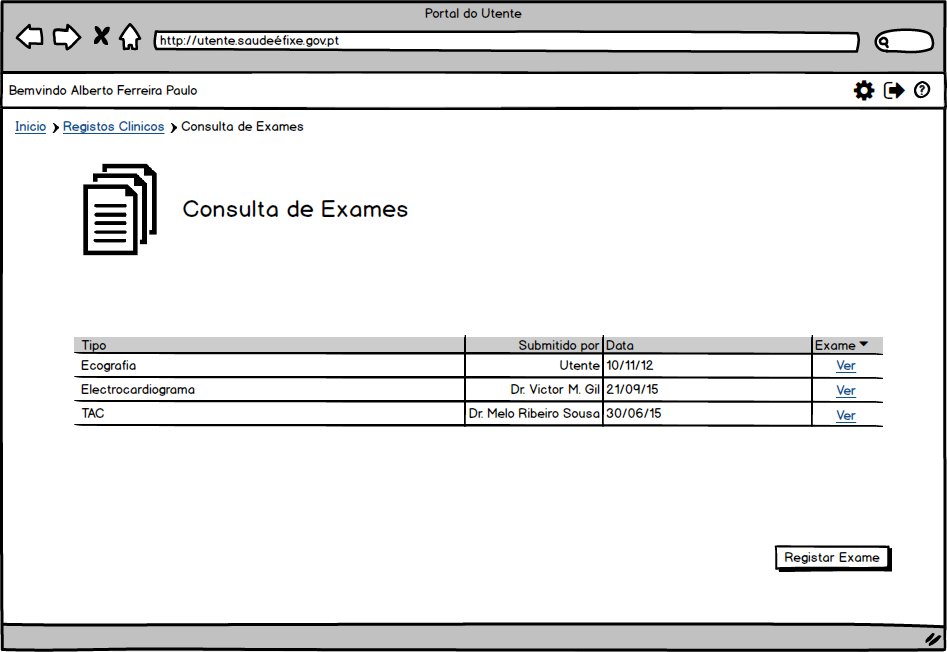 Portal do Utente
http://utente.saudeéfixe.gov.pt
Bemvindo Alberto Ferreira Paulo
?
Inicio Registos Clinicos Consulta de Exames
Consulta de Exames
Tipo Submitido por Data Exame
Ecografia Utente 10/11/12 Ver
Electrocardiograma Dr. Victor M. Gil 21/09/15 Ver
TAC Dr. Melo Ribeiro Sousa 30/06/15 Ver
Registar Exame